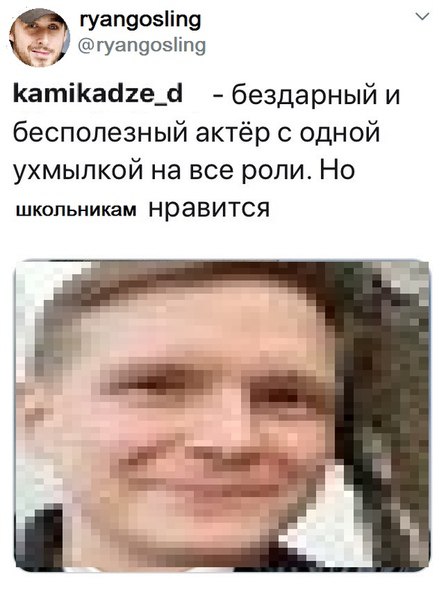 ryangosling
@ryangosling
kamikadze_d - бездарный и
бесполезный актёр с одной
ухмылкой на все роли. Но
школьникам нравится